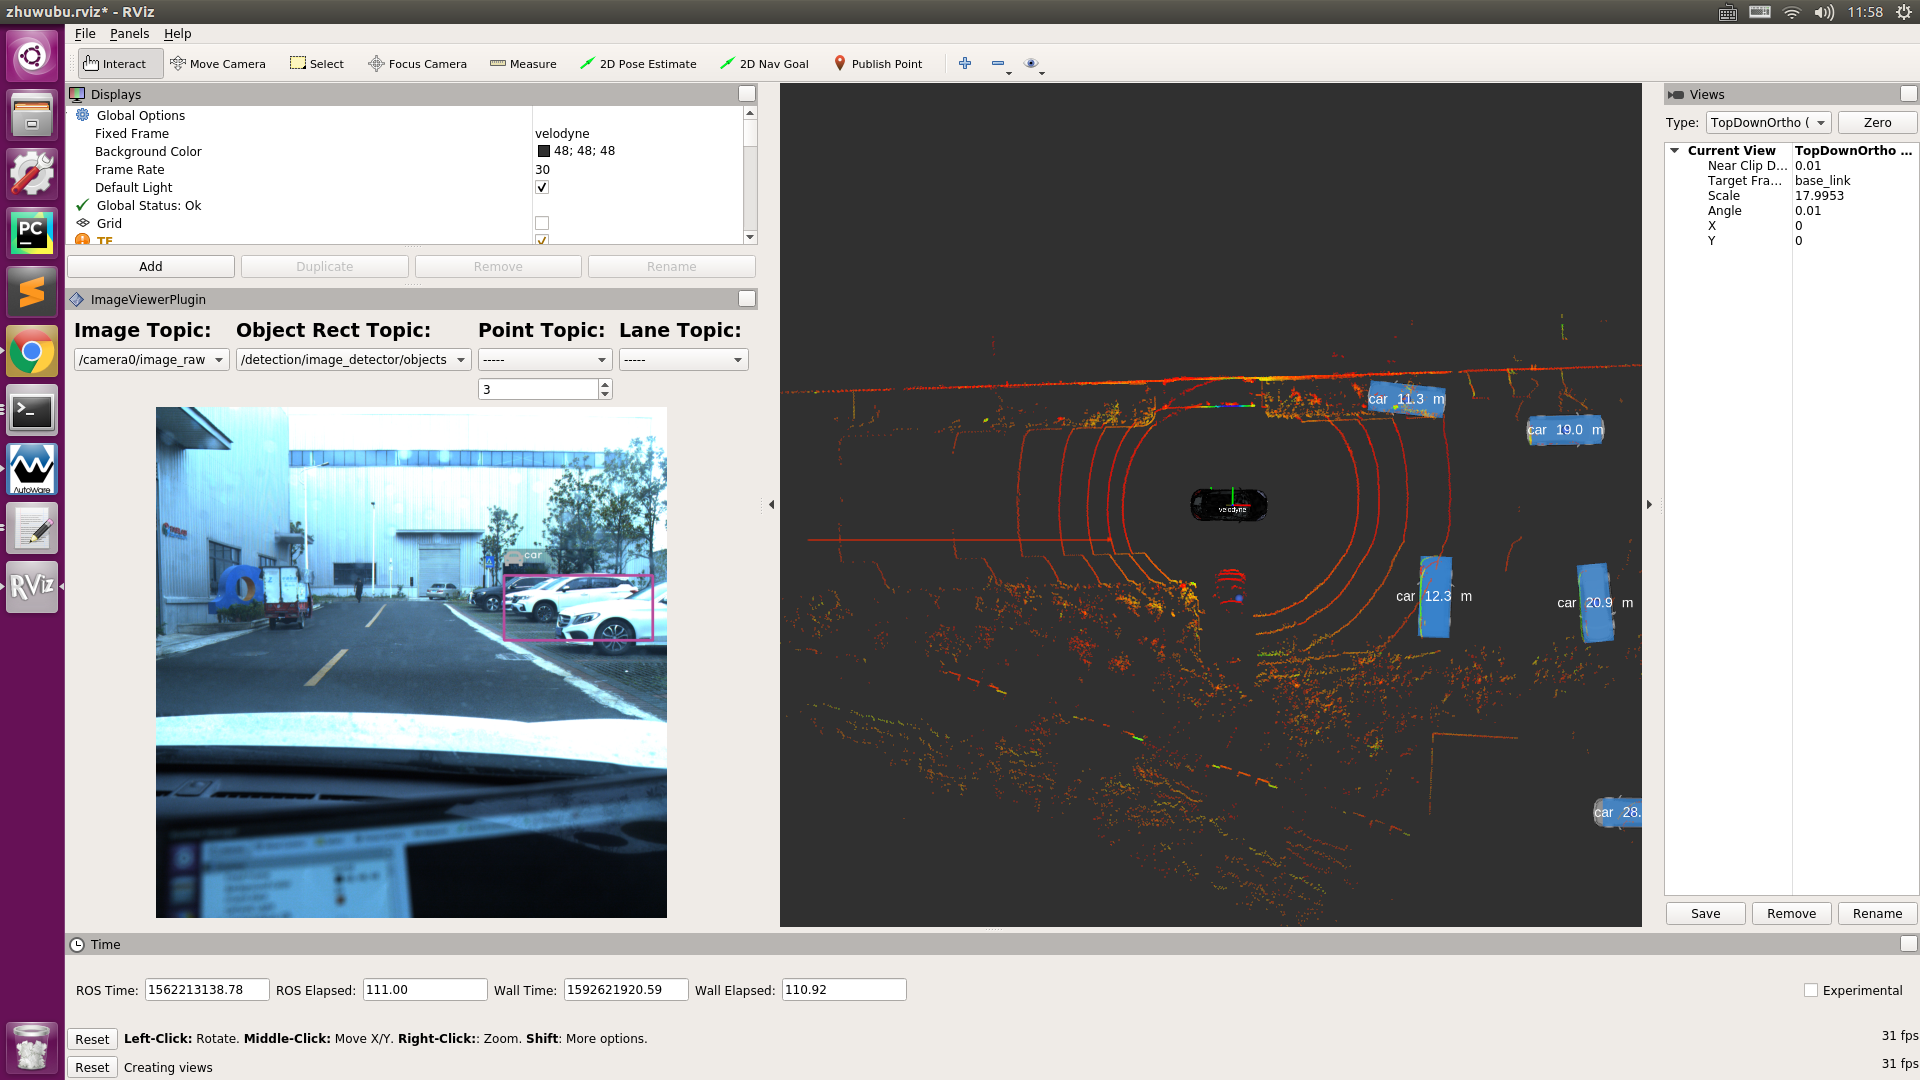 zhuwubu.rviz* - RViz
11:58
File Panels Help
Interact Move Camera Select Focus Camera Measure 2D Pose Estimate 2D Nav Goal Publish Point
Displays
Global Options
Fixed Frame velodyne
Background Color 48; 48; 48
Frame Rate 30
Default Light
Global Status: Ok
Grid
TF
Add Duplicate Remove Rename
ImageViewerPlugin
Image Topic: Object Rect Topic: Point Topic: Lane Topic:
/camera0/image_raw /detection/image_detector/objects ----- -----
3
car
car 11.3 m
car 19.0 m
velodyne
car 12.3 m
car 20.9 m
car 28.
Views
Type: TopDownOrtho ( Zero
Current View TopDownOrtho ...
Near Clip D... 0.01
Target Fra... base_link
Scale 17.9953
Angle 0.01
X 0
Y 0
Save Remove Rename
PC
AutoWare
RViz
Time
ROS Time: 1562213138.78 ROS Elapsed: 111.00 Wall Time: 1592621920.59 Wall Elapsed: 110.92
Experimental
Reset Left-Click: Rotate. Middle-Click: Move X/Y. Right-Click:: Zoom. Shift: More options.
31 fps
Reset Creating views
31 fps